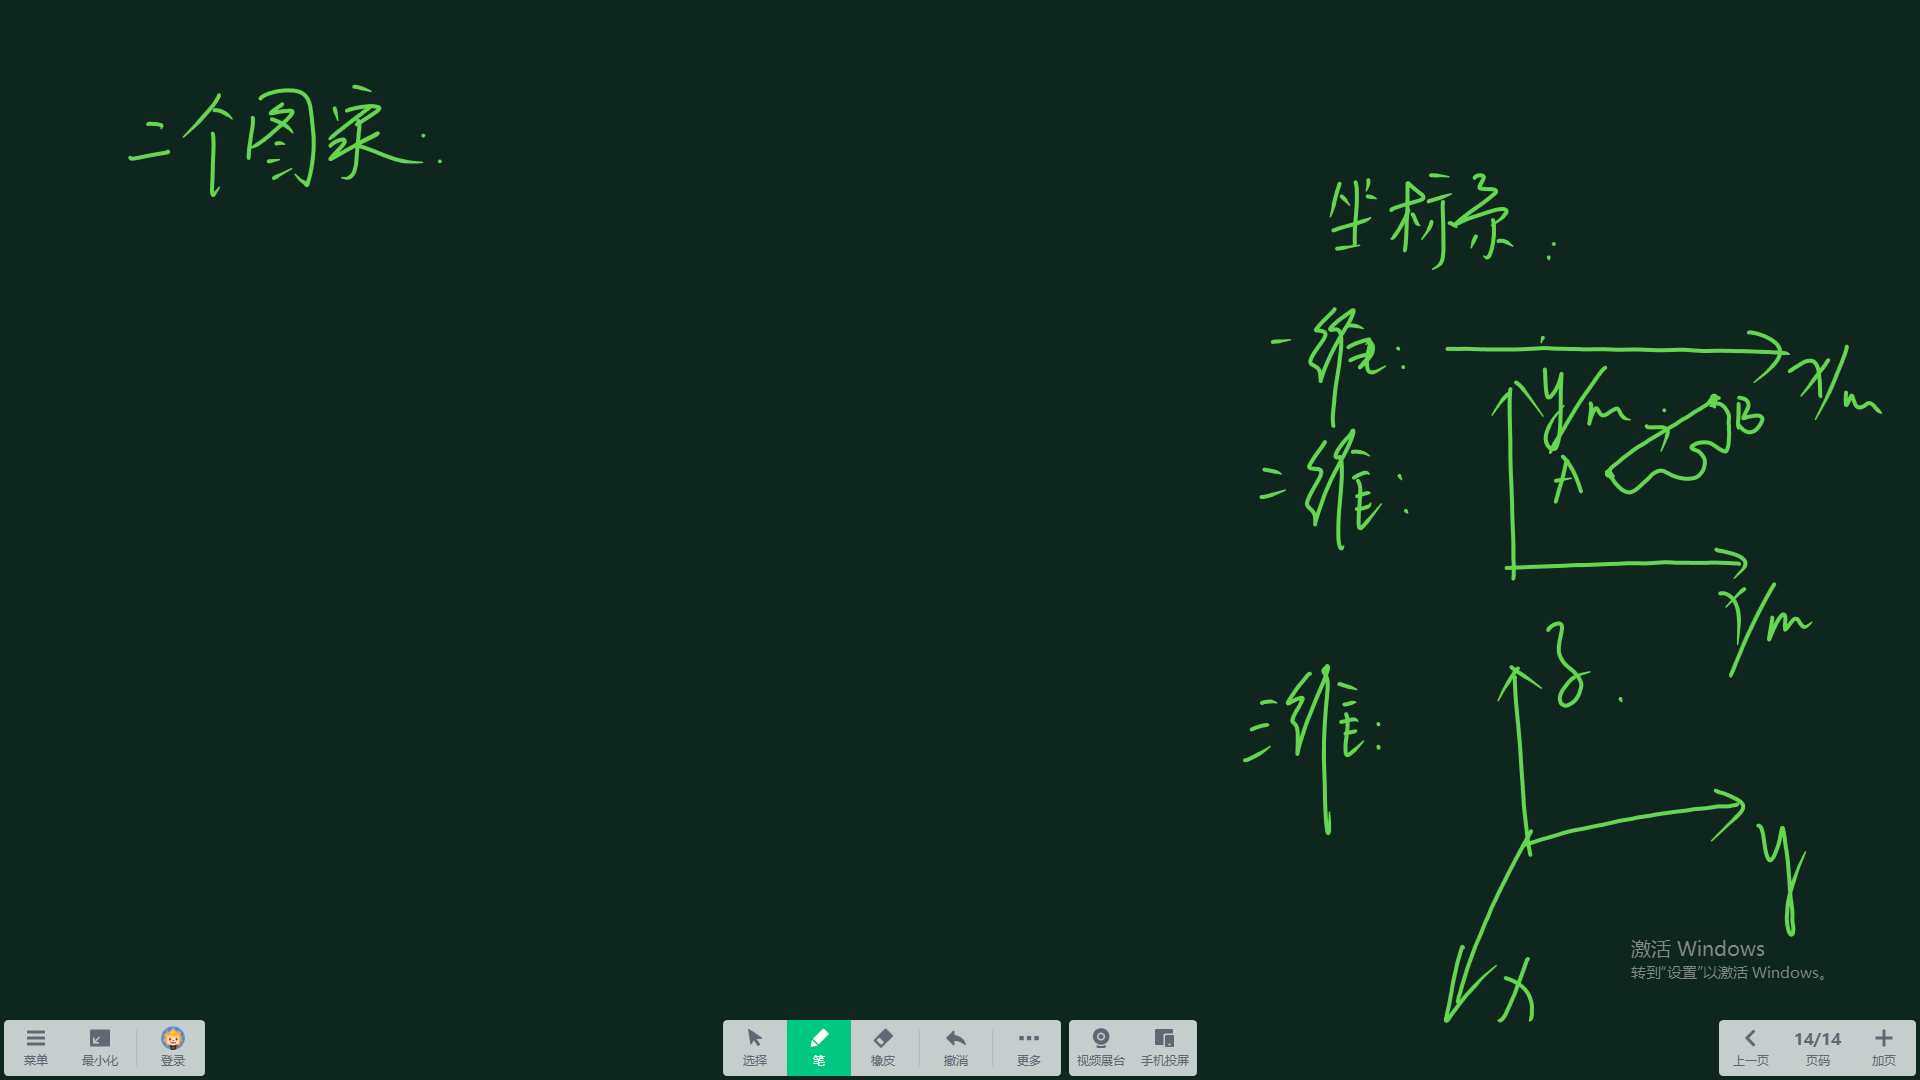 二个图象:
坐标系:
一维: x/m
二维: y/m A B
x/m
三维: z
y
x
激活 Windows
转到“设置”以激活 Windows。
菜单 最小化 登录 选择 笔 橡皮 撤消 更多 视频展台 手机投屏 上一页 14/14 页码 加页